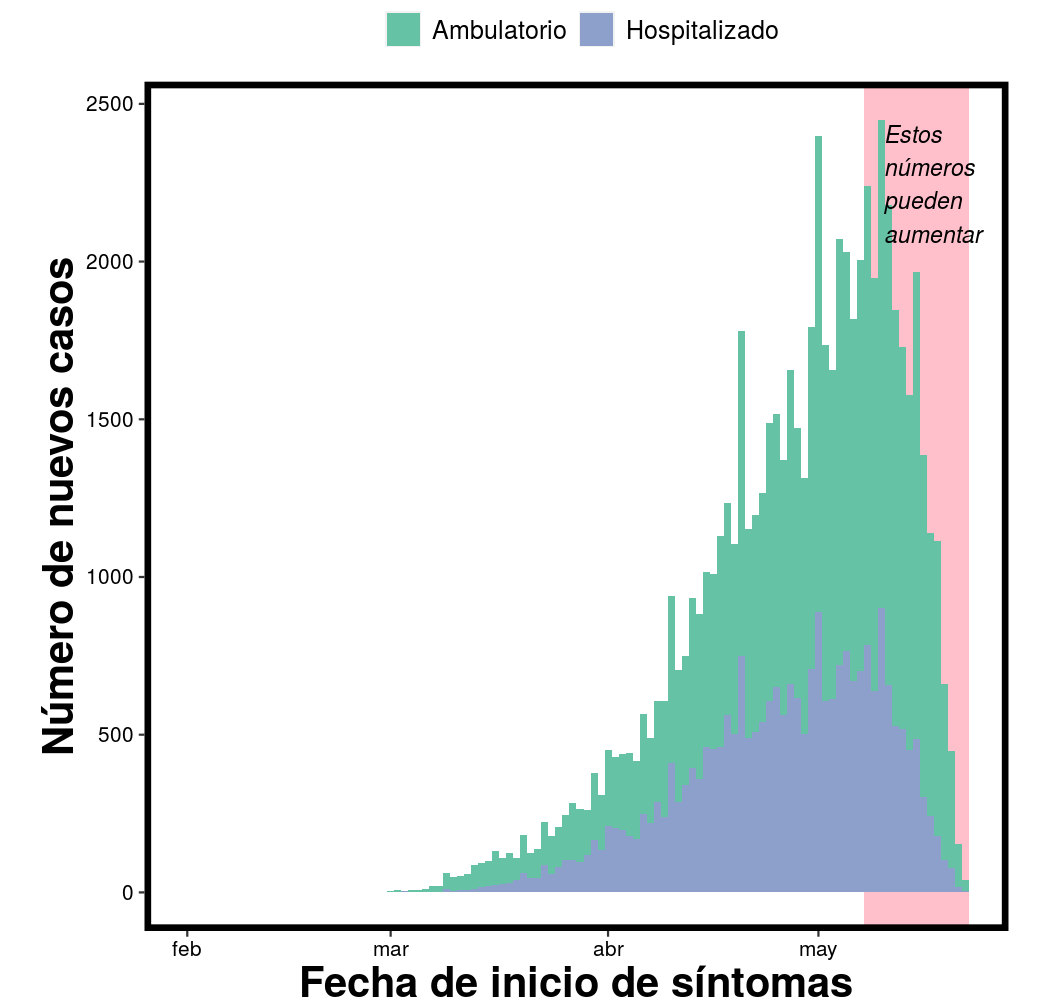 Ambulatorio Hospitalizado
2500
Estos
números
pueden
aumentar
2000
1500
1000
500
0
Número de nuevos casos
feb mar abr may
Fecha de inicio de síntomas